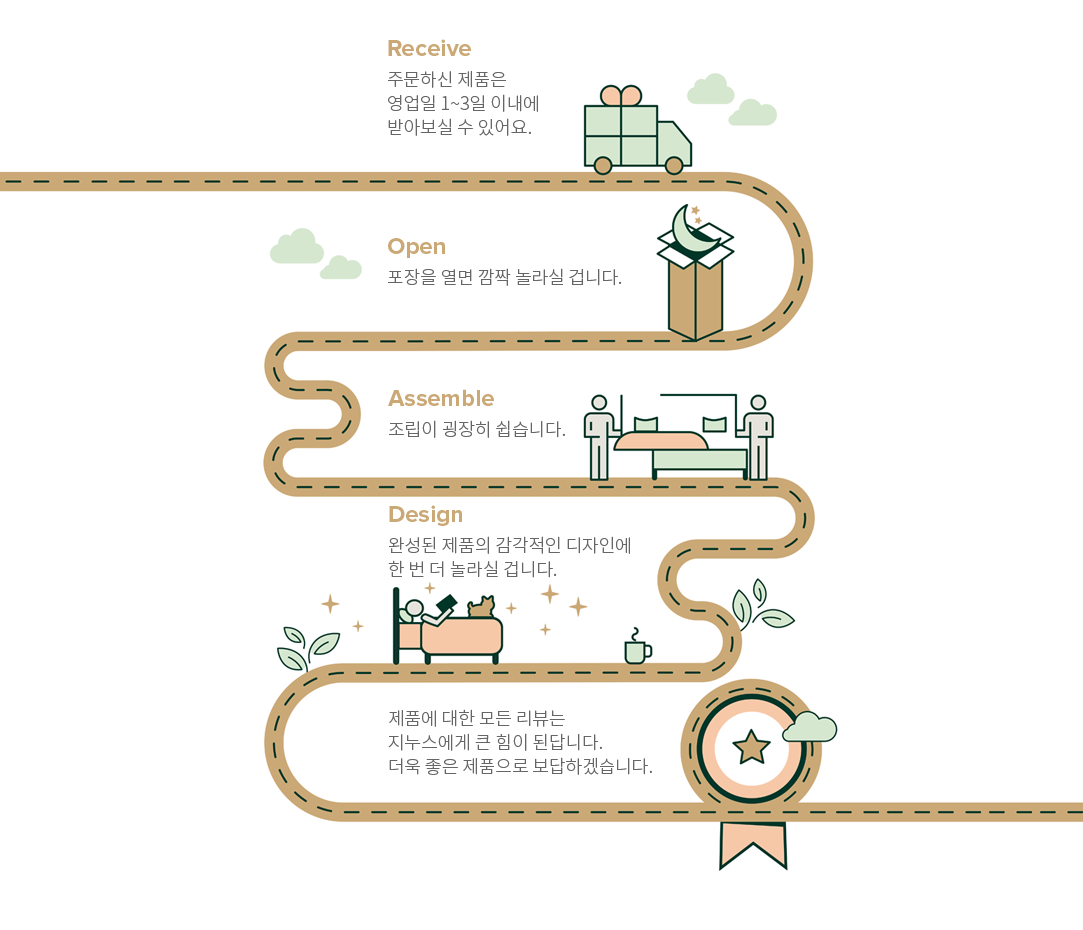 Receive
주문하신 제품은
영업일 1~3일 이내에
받아보실 수 있어요.
Open
포장을 열면 깜짝 놀라실 겁니다.
Assemble
조립이 굉장히 쉽습니다.
Design
완성된 제품의 감각적인 디자인에
한 번 더 놀라실 겁니다.
제품에 대한 모든 리뷰는
지누스에게 큰 힘이 된답니다.
더욱 좋은 제품으로 보답하겠습니다.